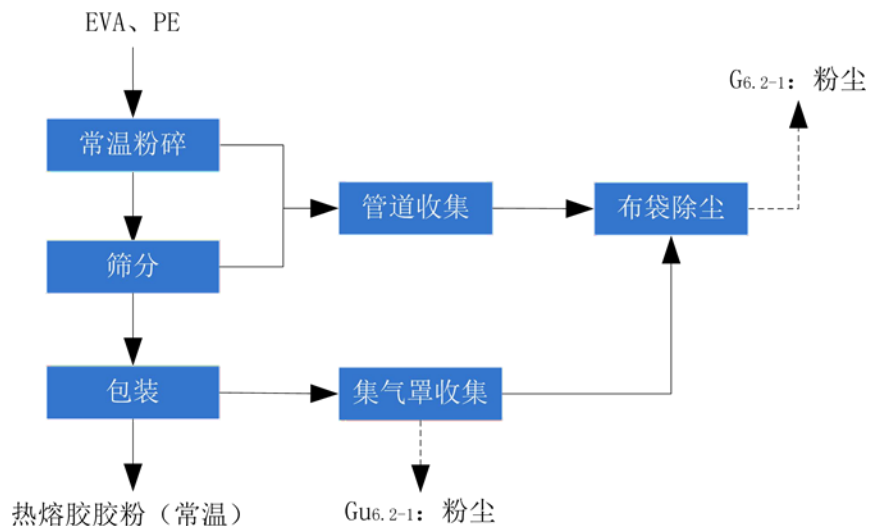 EVA、PE
G6.2-1: 粉尘
常温粉碎
管道收集
布袋除尘
筛分
包装
集气罩收集
热熔胶胶粉（常温）
Gu6.2-1: 粉尘